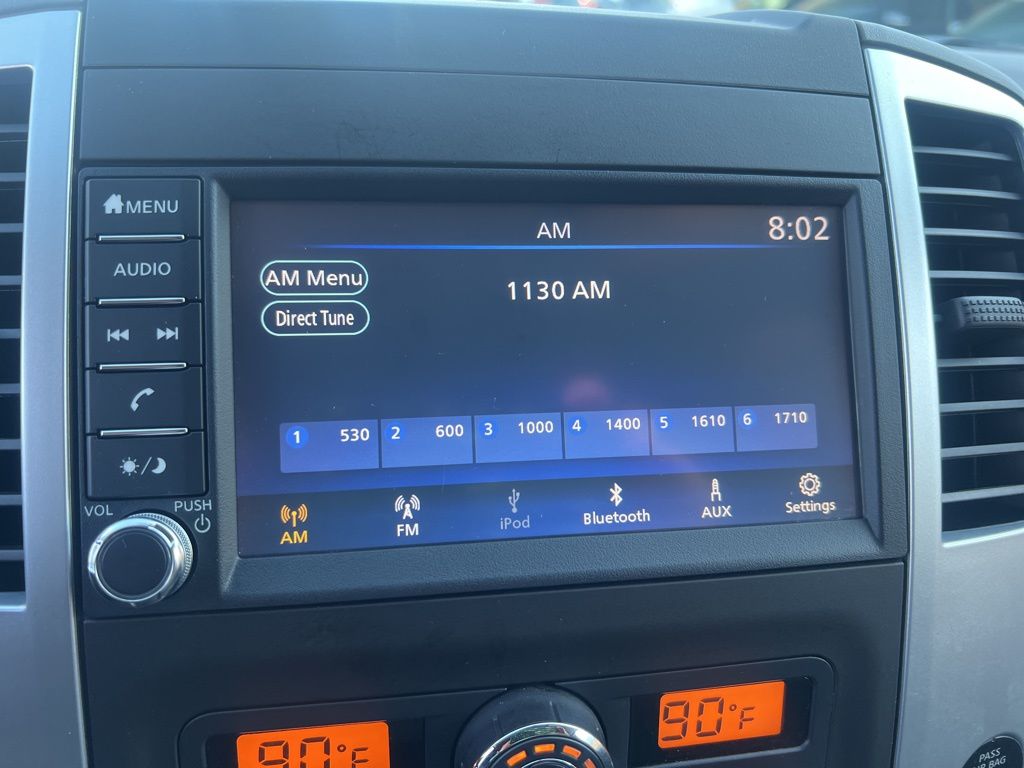 MENU
AUDIO
VOL
PUSH
AM
8:02
AM Menu
1130 AM
Direct Tune
1 530
2 600
3 1000
4 1400
5 1610
6 1710
AM
FM
iPod
Bluetooth
AUX
Settings
90°F
90°F
PASS
AIR BAG